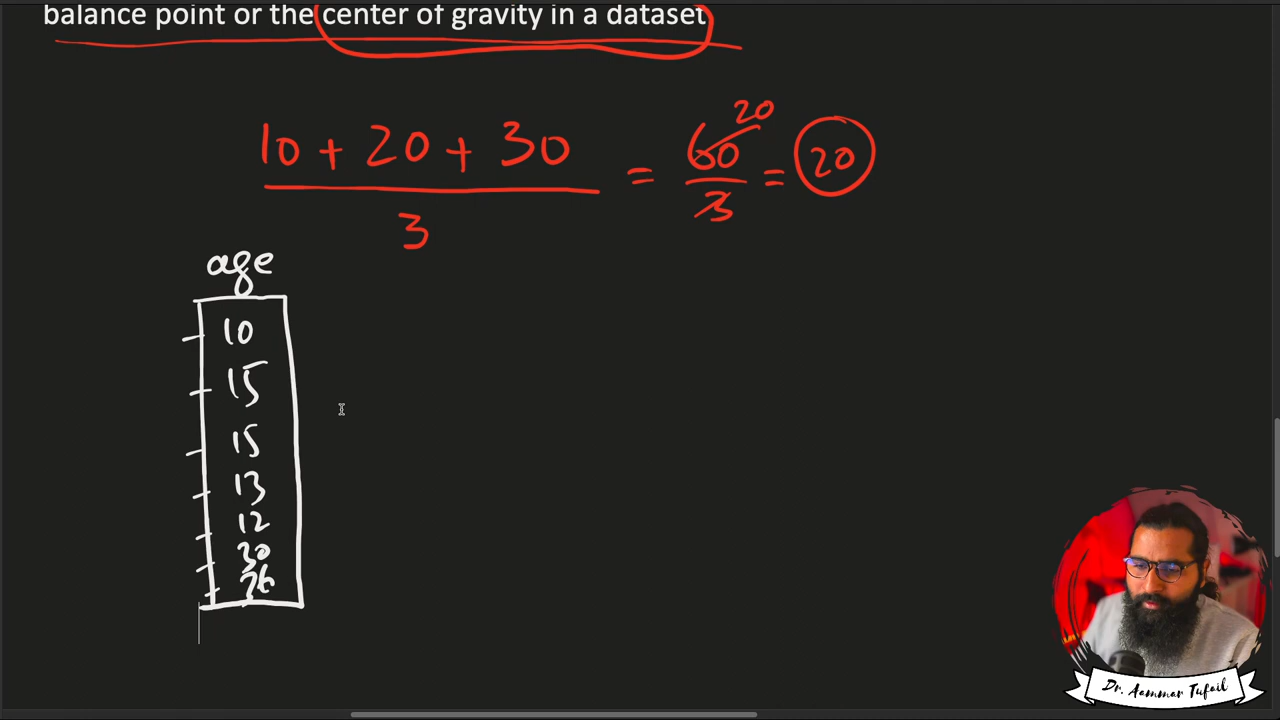 balance point or the center of gravity in a dataset
10 + 20 + 30 / 3 = 60 / 3 20 = 20
age
10
15
15
13
12
30
Dr. Aammar Tufail